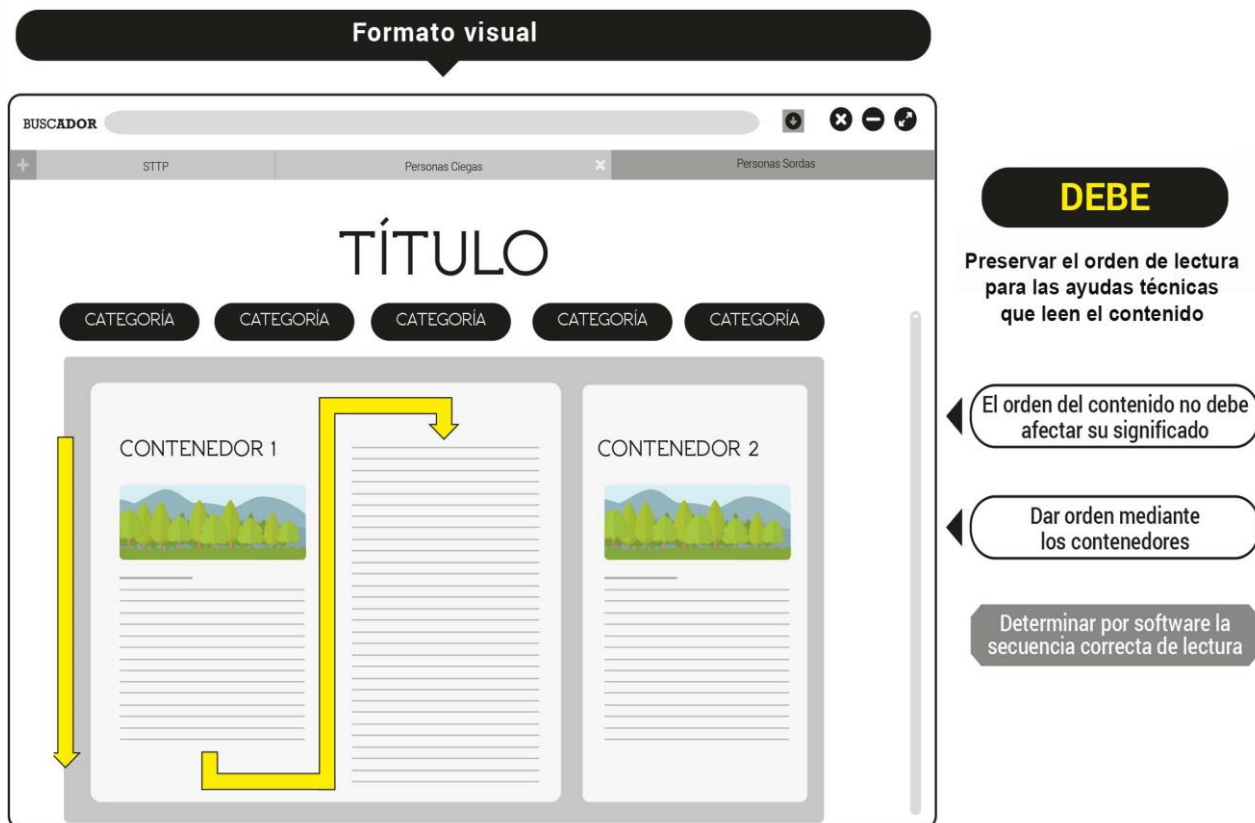 Formato visual
BUSCADOR
STTP
Personas Ciegas
Personas Sordas
TÍTULO
CATEGORÍA
CATEGORÍA
CATEGORÍA
CATEGORÍA
CATEGORÍA
CONTENEDOR 1
CONTENEDOR 2
DEBE
Preservar el orden de lectura
para las ayudas técnicas
que leen el contenido
El orden del contenido no debe
afectar su significado
Dar orden mediante
los contenedores
Determinar por software la
secuencia correcta de lectura